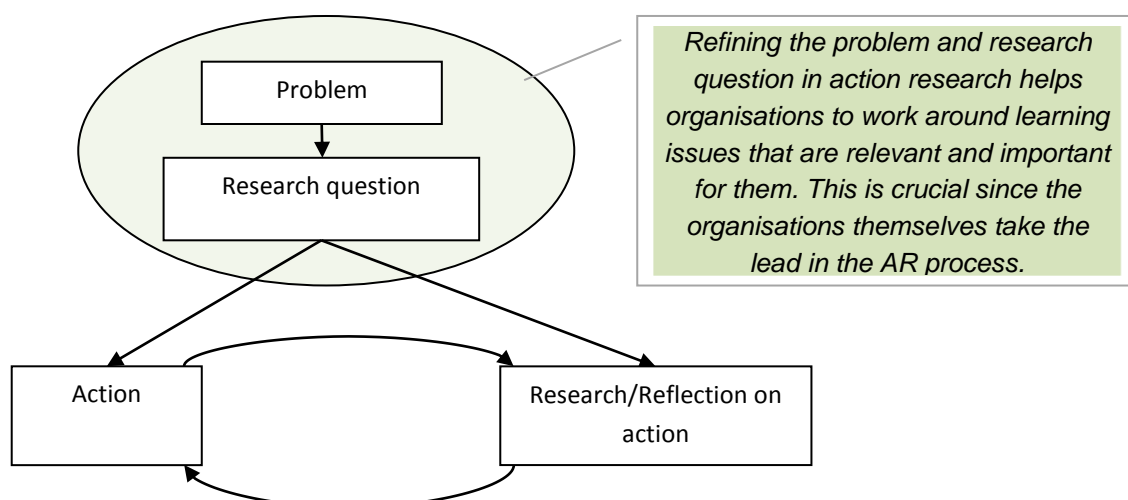 Problem
Research question
Refining the problem and research
question in action research helps
organisations to work around learning
issues that are relevant and important
for them. This is crucial since the
organisations themselves take the
lead in the AR process.
Action
Research/Reflection on
action